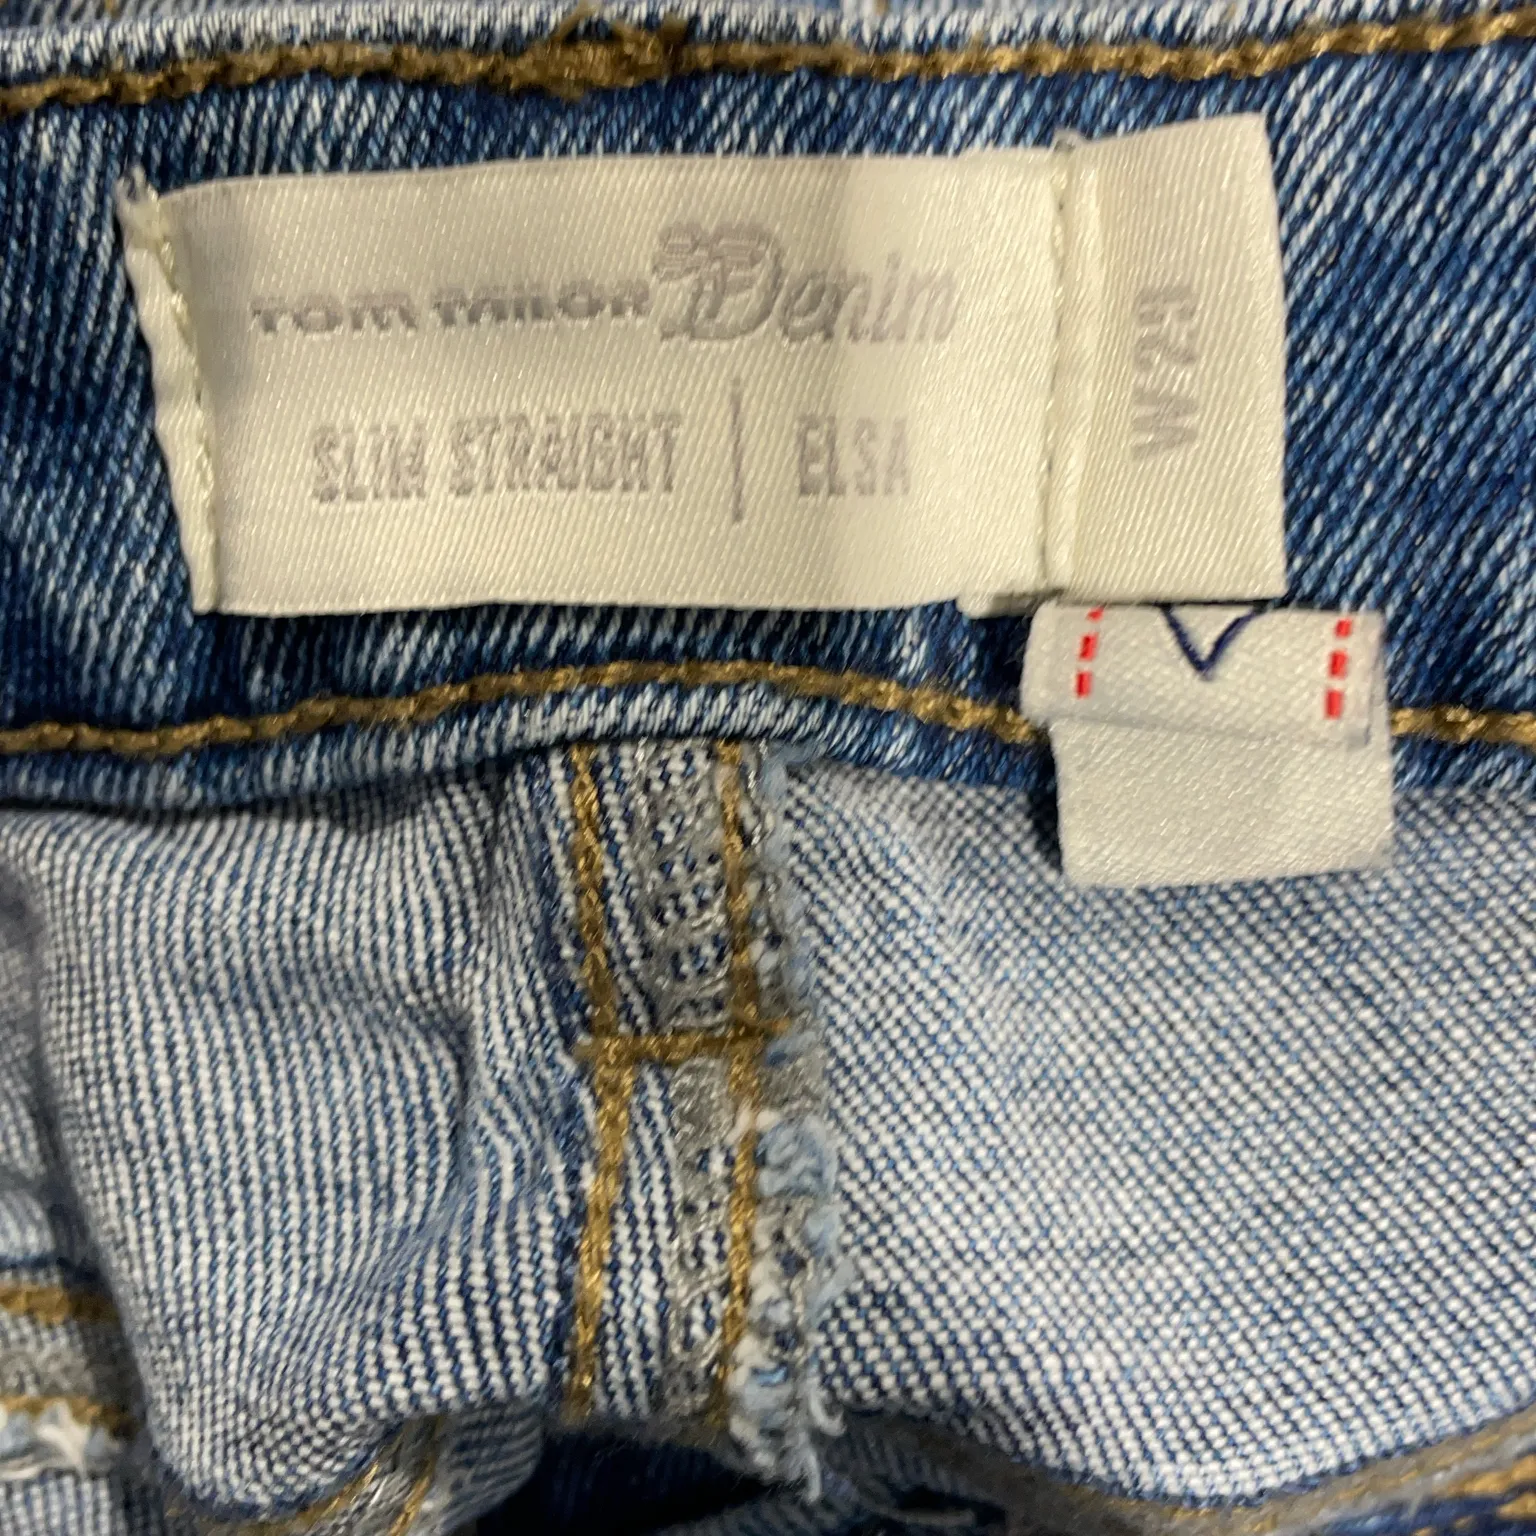 TOM TAILOR Denim
SLIM STRAIGHT | ELSA